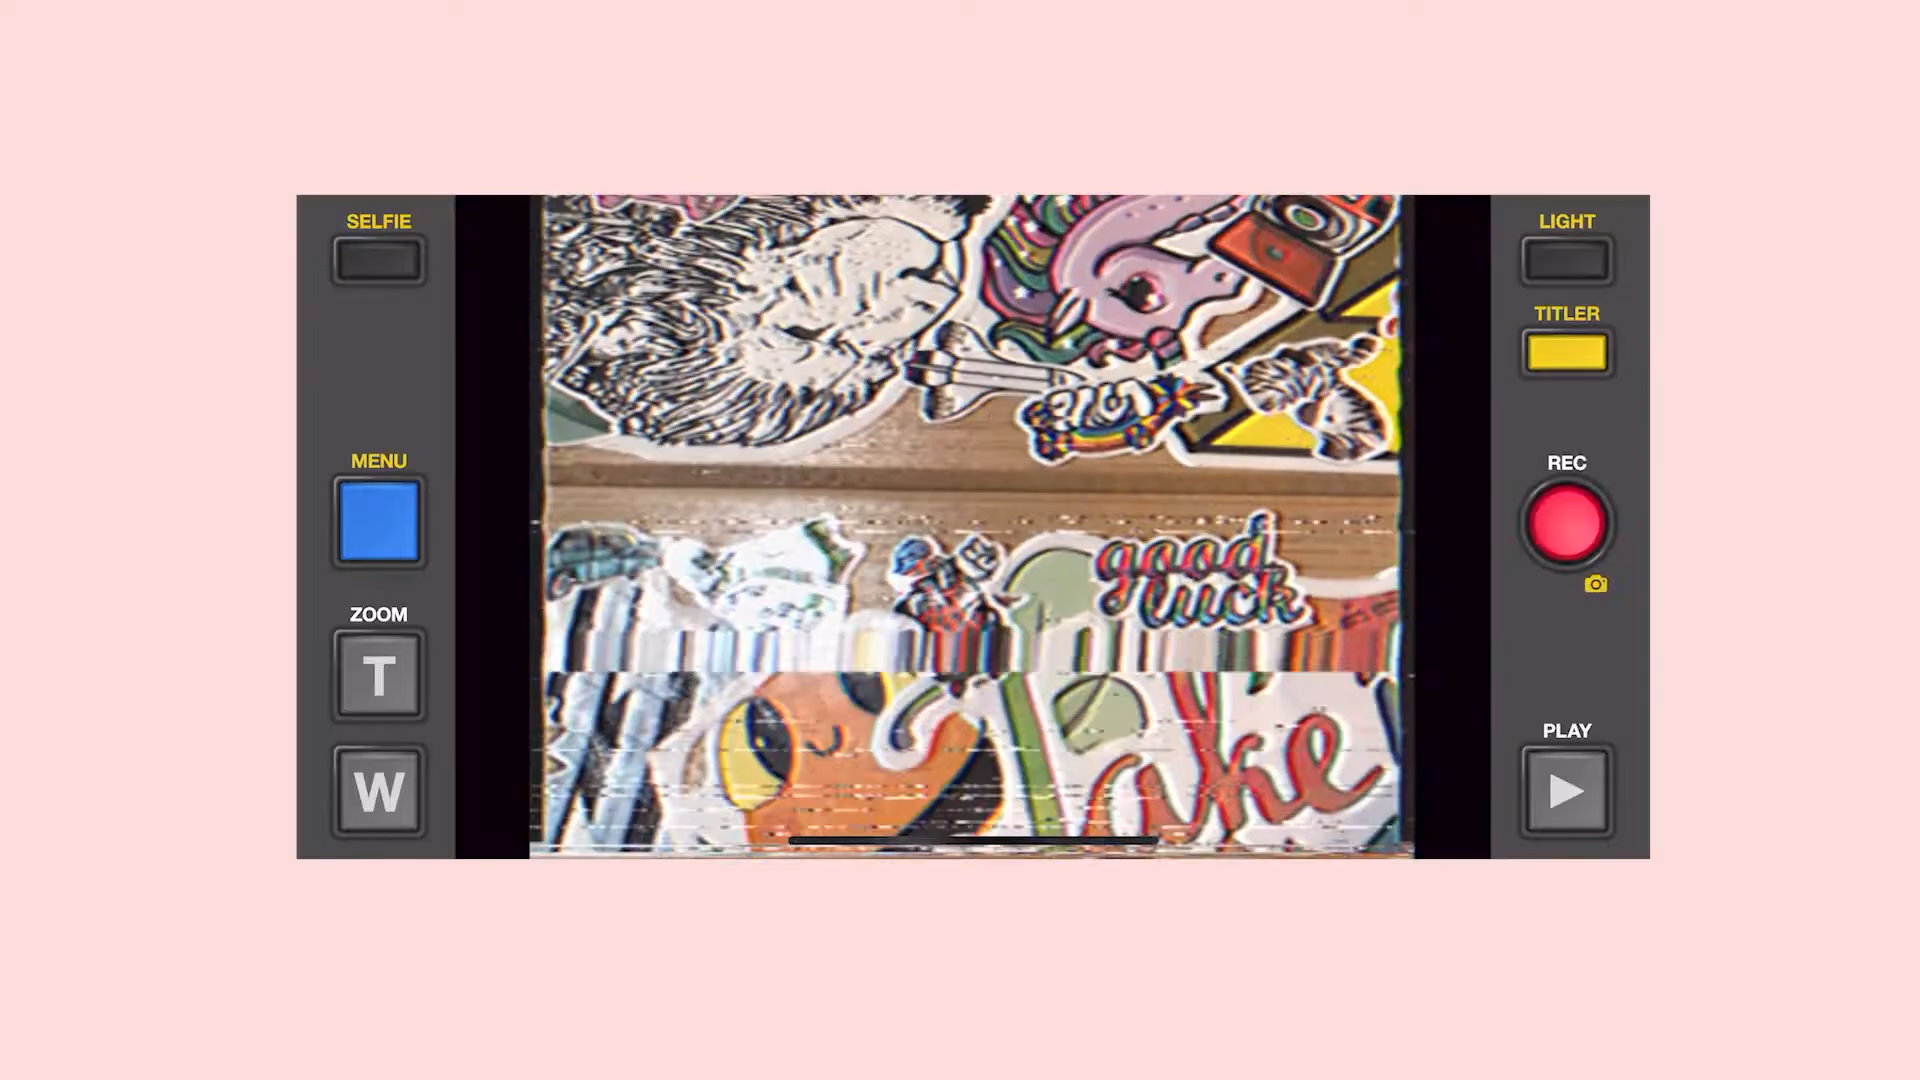 SELFIE
LIGHT
TITLER
MENU
REC
good
luck
ZOOM
T
PLAY
W